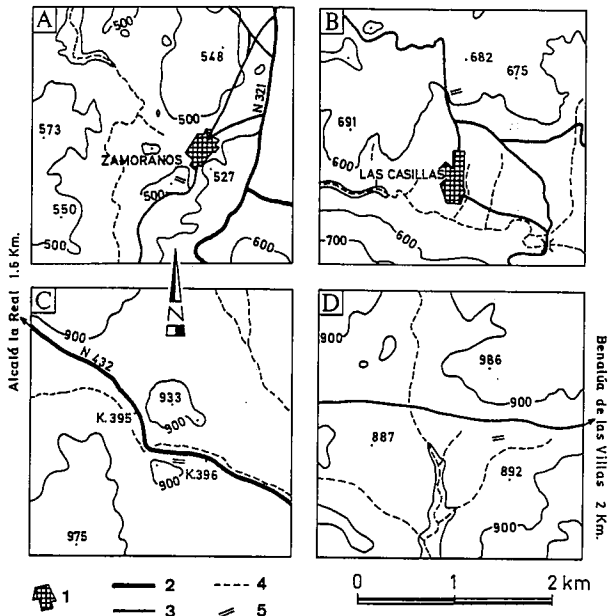 A
500
548
500
N 321
573
ZAMORANOS
527
500
550
500
600
B
682
675
691
600
LAS CASILLAS
700
600
Alcalá la Real 1.6 Km.
N
C
900
N 432
933
K.395
900
K.396
900
975
D
900
986
900
887
892
900
Benalúa de las Villas 2 Km.
1
2
3
4
5
0 1 2 km